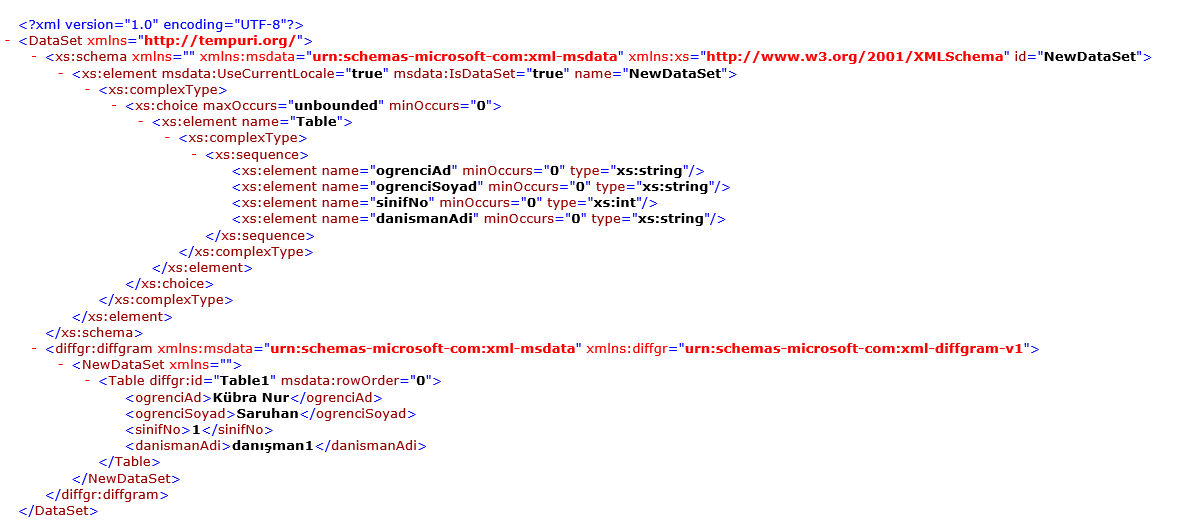 <?xml version="1.0" encoding="UTF-8"?>
- <DataSet xmlns="http://tempuri.org/">
- <xs:schema xmlns="" xmlns:msdata="urn:schemas-microsoft-com:xml-msdata" xmlns:xs="http://www.w3.org/2001/XMLSchema" id="NewDataSet">
- <xs:element msdata:UseCurrentLocale="true" msdata:IsDataSet="true" name="NewDataSet">
- <xs:complexType>
- <xs:choice maxOccurs="unbounded" minOccurs="0">
- <xs:element name="Table">
- <xs:complexType>
- <xs:sequence>
<xs:element name="ogrenciAd" minOccurs="0" type="xs:string"/>
<xs:element name="ogrenciSoyad" minOccurs="0" type="xs:string"/>
<xs:element name="sinifNo" minOccurs="0" type="xs:int"/>
<xs:element name="danismanAdi" minOccurs="0" type="xs:string"/>
</xs:sequence>
</xs:complexType>
</xs:element>
</xs:choice>
</xs:complexType>
</xs:element>
</xs:schema>
- <diffgr:diffgram xmlns:msdata="urn:schemas-microsoft-com:xml-msdata" xmlns:diffgr="urn:schemas-microsoft-com:xml-diffgram-v1">
- <NewDataSet xmlns="">
- <Table diffgr:id="Table1" msdata:rowOrder="0">
<ogrenciAd>Kübra Nur</ogrenciAd>
<ogrenciSoyad>Saruhan</ogrenciSoyad>
<sinifNo>1</sinifNo>
<danismanAdi>danışman1</danismanAdi>
</Table>
</NewDataSet>
</diffgr:diffgram>
</DataSet>